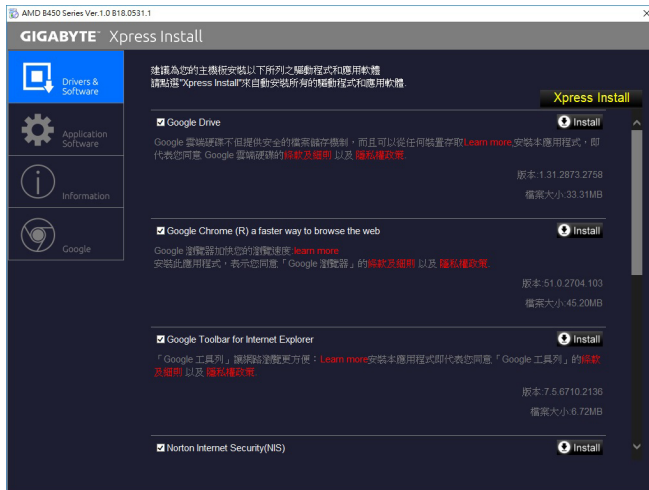 AMD B450 Series Ver.1.0 B18.0531.1
GIGABYTE™ Xpress Install
Drivers & Software
Application Software
Information
Google
建議為您的主機板安裝以下所列之驅動程式和應用軟體
請點選"Xpress Install"來自動安裝所有的驅動程式和應用軟體.
Xpress Install
Google Drive
Install
Google 雲端硬碟不但提供安全的檔案儲存機制，而且可以從任何裝置存取Learn more,安裝本應用程式，即
代表您同意 Google 雲端硬碟的條款及細則 以及 隱私權政策.
版本:1.31.2873.2758
檔案大小:33.31MB
Google Chrome (R) a faster way to browse the web
Install
Google 瀏覽器加快您的瀏覽速度:learn more
安裝此應用程式，表示您同意「Google 瀏覽器」的條款及細則 以及 隱私權政策.
版本:51.0.2704.103
檔案大小:45.20MB
Google Toolbar for Internet Explorer
Install
「Google 工具列」讓網路瀏覽更方便：Learn more安裝本應用程式即代表您同意「Google 工具列」的條款
及細則 以及 隱私權政策.
版本:7.5.6710.2136
檔案大小:6.72MB
Norton Internet Security(NIS)
Install